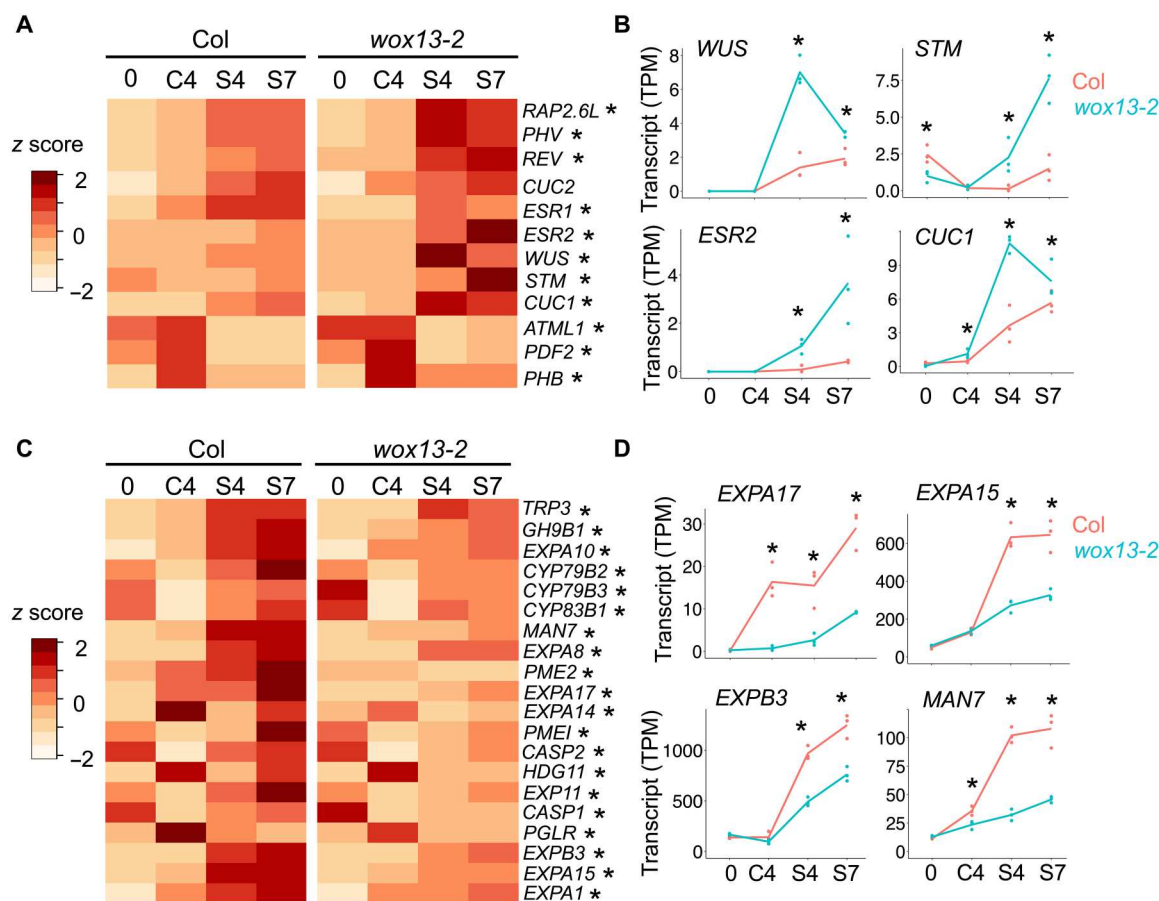 A
Col
wox13-2
0 C4 S4 S7 0 C4 S4 S7
z score
2
0
−2
RAP2.6L *
PHV *
REV *
CUC2
ESR1 *
ESR2 *
WUS *
STM *
CUC1 *
ATML1 *
PDF2 *
PHB *
B
WUS
*
*
Transcript (TPM)
8
6
4
2
0
STM
*
*
*
7.5
5.0
2.5
0.0
Col
wox13-2
ESR2
*
*
Transcript (TPM)
4
2
0
0 C4 S4 S7
CUC1
*
*
*
9
6
3
0
0 C4 S4 S7
C
Col
wox13-2
0 C4 S4 S7 0 C4 S4 S7
z score
2
0
−2
TRP3 *
GH9B1 *
EXPA10 *
CYP79B2 *
CYP79B3 *
CYP83B1 *
MAN7 *
EXPA8 *
PME2 *
EXPA17 *
EXPA14 *
PMEI *
CASP2 *
HDG11 *
EXP11 *
CASP1 *
PGLR *
EXPB3 *
EXPA15 *
EXPA1 *
D
EXPA17
*
*
*
Transcript (TPM)
30
20
10
0
EXPA15
*
*
600
400
200
0
Col
wox13-2
EXPB3
*
*
Transcript (TPM)
1000
500
0
0 C4 S4 S7
MAN7
*
*
*
100
75
50
25
0
0 C4 S4 S7